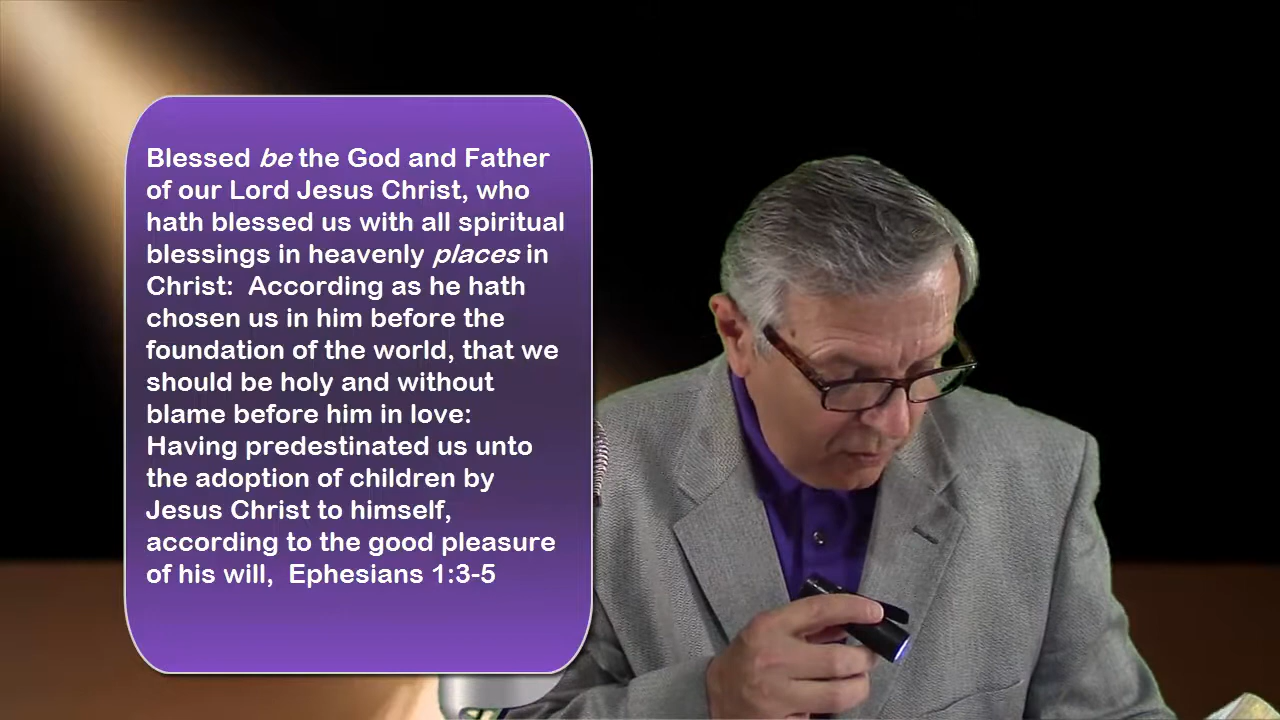 Blessed be the God and Father
of our Lord Jesus Christ, who
hath blessed us with all spiritual
blessings in heavenly places in
Christ:  According as he hath
chosen us in him before the
foundation of the world, that we
should be holy and without
blame before him in love:
Having predestinated us unto
the adoption of children by
Jesus Christ to himself,
according to the good pleasure
of his will,  Ephesians 1:3-5